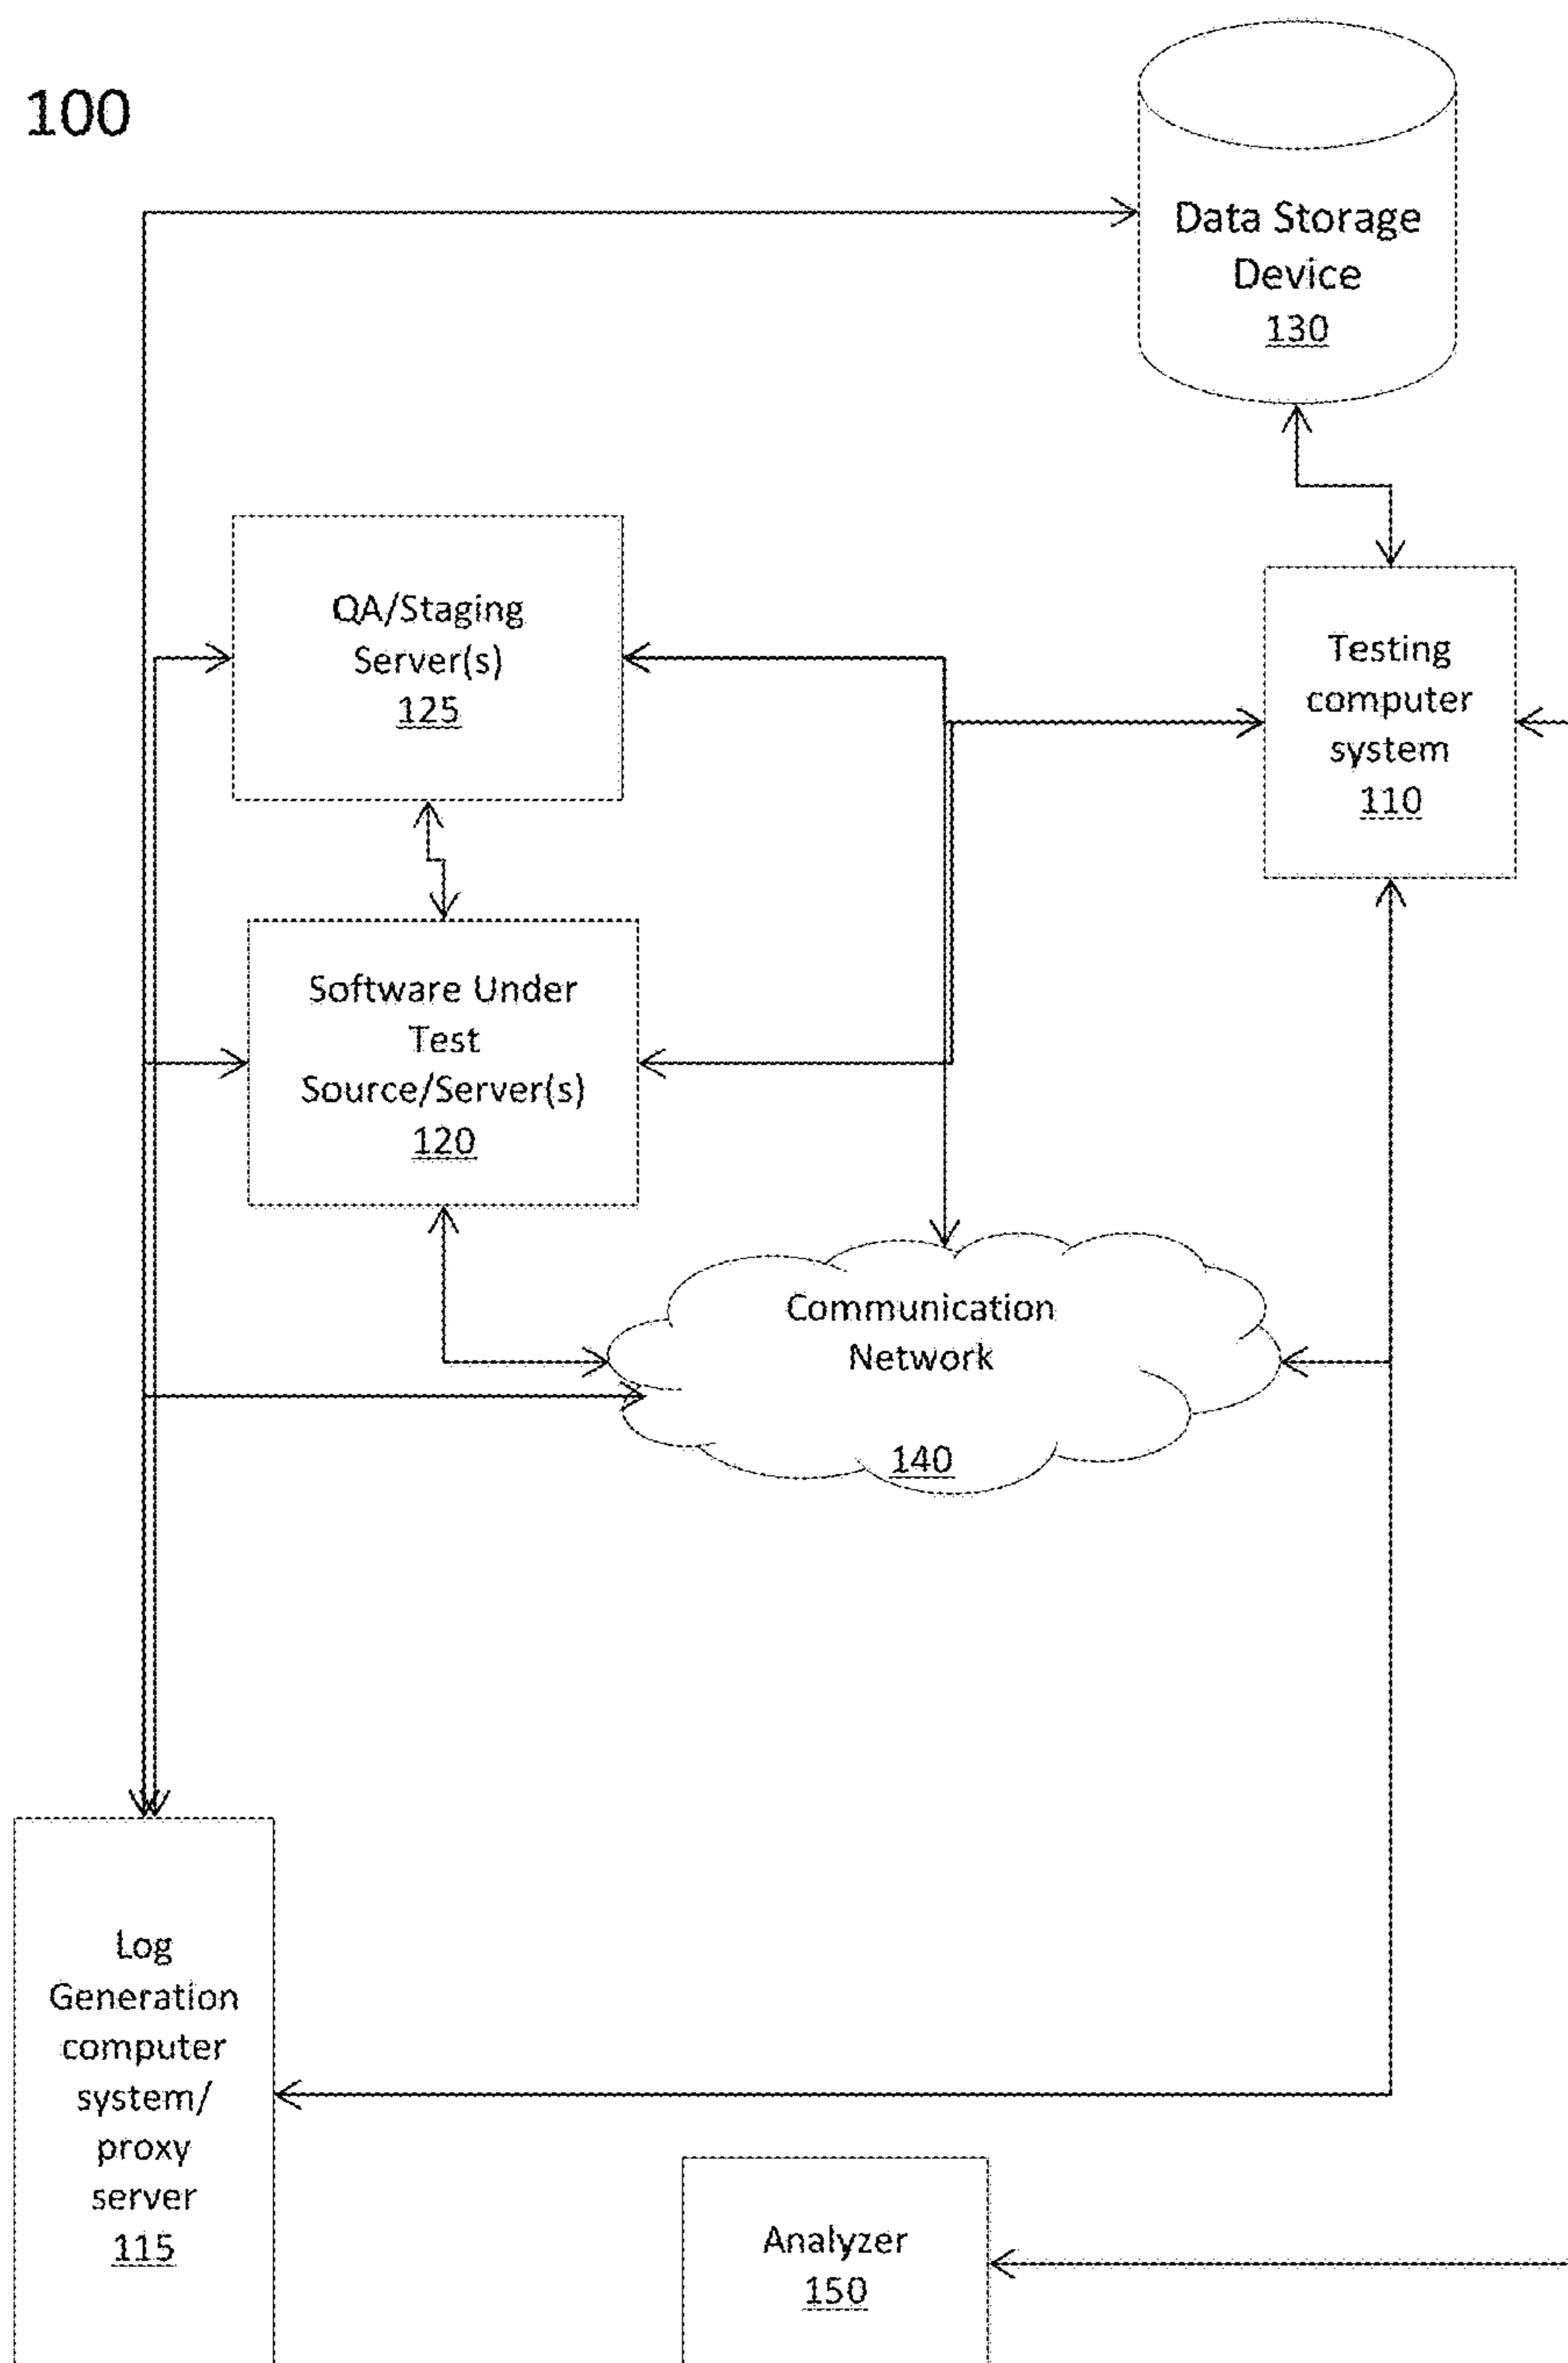 100
Data Storage
Device
130
QA/Staging
Server(s)
125
Testing
computer
system
110
Software Under
Test
Source/Server(s)
120
Communication
Network
140
Log
Generation
computer
system/
proxy
server
115
Analyzer
150